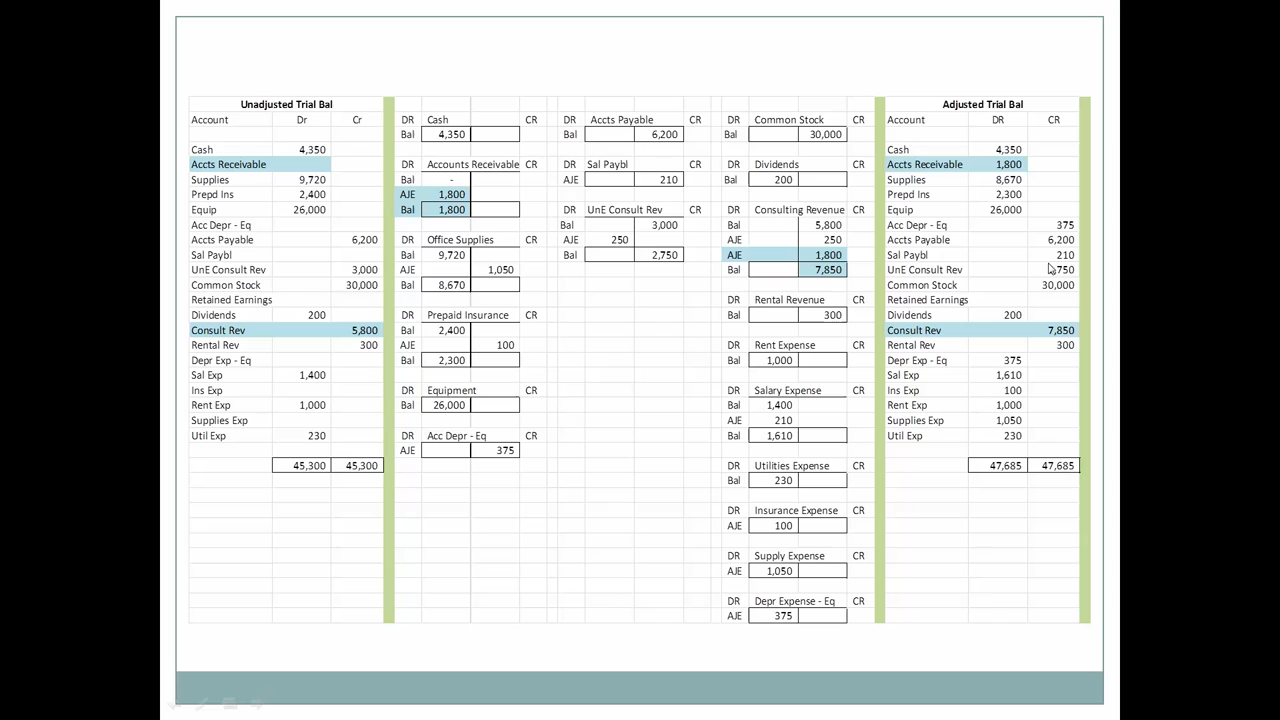 Unadjusted Trial Bal
Account Dr Cr
Cash 4,350
Accts Receivable
Supplies 9,720
Prepd Ins 2,400
Equip 26,000
Acc Depr - Eq
Accts Payable 6,200
Sal Paybl
UnE Consult Rev 3,000
Common Stock 30,000
Retained Earnings
Dividends 200
Consult Rev 5,800
Rental Rev 300
Depr Exp - Eq
Sal Exp 1,400
Ins Exp
Rent Exp 1,000
Supplies Exp
Util Exp 230
45,300 45,300
DR Cash CR
Bal 4,350
DR Accounts Receivable CR
Bal -
AJE 1,800
Bal 1,800
DR Office Supplies CR
Bal 9,720
AJE 1,050
Bal 8,670
DR Prepaid Insurance CR
Bal 2,400
AJE 100
Bal 2,300
DR Equipment CR
Bal 26,000
DR Acc Depr - Eq CR
AJE 375
DR Accts Payable CR
Bal 6,200
DR Sal Paybl CR
AJE 210
DR UnE Consult Rev CR
Bal 3,000
AJE 250
Bal 2,750
DR Common Stock CR
Bal 30,000
DR Dividends CR
Bal 200
DR Consulting Revenue CR
Bal 5,800
AJE 250
AJE 1,800
Bal 7,850
DR Rental Revenue CR
Bal 300
DR Rent Expense CR
Bal 1,000
DR Salary Expense CR
Bal 1,400
AJE 210
Bal 1,610
DR Utilities Expense CR
Bal 230
DR Insurance Expense CR
AJE 100
DR Supply Expense CR
AJE 1,050
DR Depr Expense - Eq CR
AJE 375
Adjusted Trial Bal
Account DR CR
Cash 4,350
Accts Receivable 1,800
Supplies 8,670
Prepd Ins 2,300
Equip 26,000
Acc Depr - Eq 375
Accts Payable 6,200
Sal Paybl 210
UnE Consult Rev
Common Stock 30,000
Retained Earnings
Dividends 200
Consult Rev 7,850
Rental Rev 300
Depr Exp - Eq 375
Sal Exp 1,610
Ins Exp 100
Rent Exp 1,000
Supplies Exp 1,050
Util Exp 230
47,685 47,685